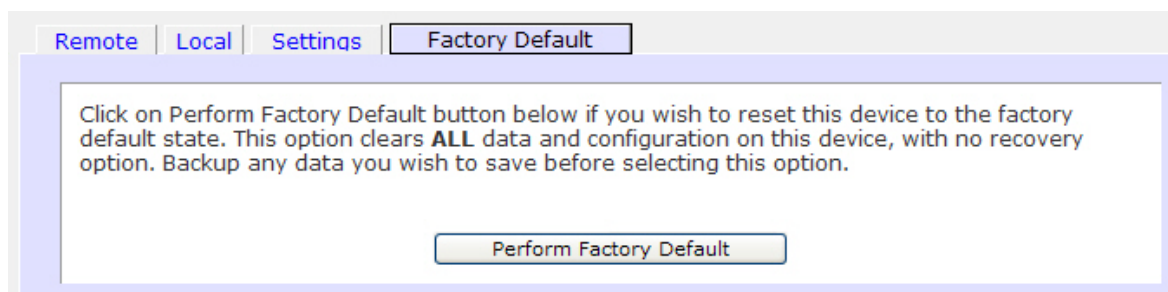 Remote Local Settings Factory Default
Click on Perform Factory Default button below if you wish to reset this device to the factory
default state. This option clears ALL data and configuration on this device, with no recovery
option. Backup any data you wish to save before selecting this option.
Perform Factory Default